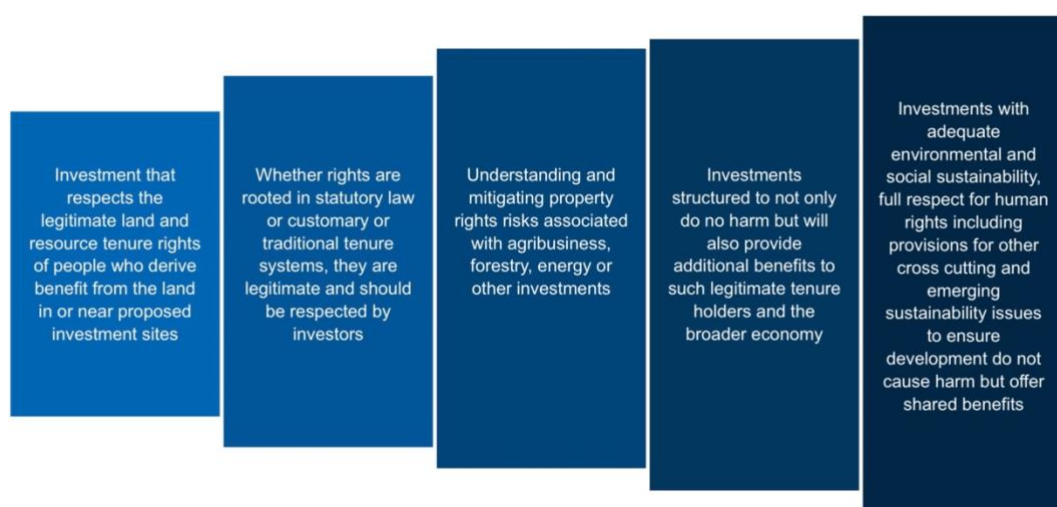 Investment that
respects the
legitimate land and
resource tenure rights
of people who derive
benefit from the land
in or near proposed
investment sites
Whether rights are
rooted in statutory law
or customary or
traditional tenure
systems, they are
legitimate and should
be respected by
investors
Understanding and
mitigating property
rights risks associated
with agribusiness,
forestry, energy or
other investments
Investments
structured to not only
do no harm but will
also provide
additional benefits to
such legitimate tenure
holders and the
broader economy
Investments with
adequate
environmental and
social sustainability,
full respect for human
rights including
provisions for other
cross cutting and
emerging
sustainability issues
to ensure
development do not
cause harm but offer
shared benefits